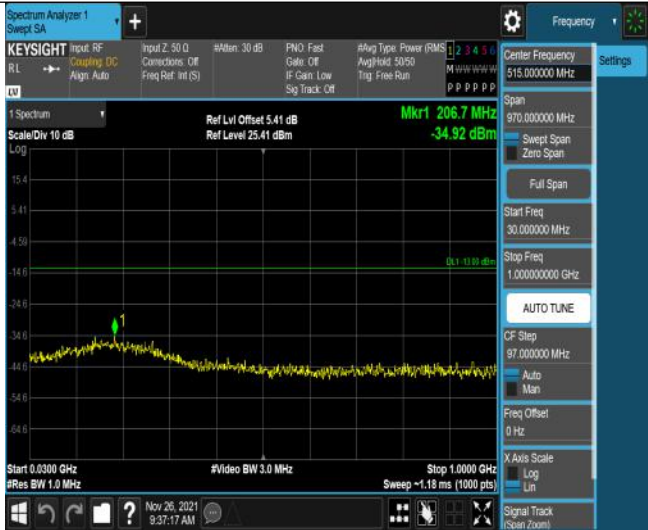 Spectrum Analyzer 1
Swept SA
+
Frequency
KEYSIGHT
RL
LV
Input: RF
Coupling: DC
Align: Auto
Input Z: 50 Ω
Corrections: Off
Freq Ref: Int (S)
#Atten: 30 dB
PNO: Fast
Gate: Off
IF Gain: Low
Sig Track: Off
#Avg Type: Power (RMS
Avg|Hold: 50/50
Trig: Free Run
1 2 3 4 5 6
M W W W W W
P P P P P P
1 Spectrum
Scale/Div 10 dB
Log
Ref Lvl Offset 5.41 dB
Ref Level 25.41 dBm
Mkr1 206.7 MHz
-34.92 dBm
15.4
5.41
-4.59
-14.6
-24.6
-34.6
-44.6
-54.6
-64.6
DL1 -13.00 dBm
1
Start 0.0300 GHz
#Res BW 1.0 MHz
#Video BW 3.0 MHz
Stop 1.0000 GHz
Sweep ~1.18 ms (1000 pts)
?
Nov 26, 2021
9:37:17 AM
Center Frequency
515.000000 MHz
Settings
Span
970.000000 MHz
Swept Span
Zero Span
Full Span
Start Freq
30.000000 MHz
Stop Freq
1.000000000 GHz
AUTO TUNE
CF Step
97.000000 MHz
Auto
Man
Freq Offset
0 Hz
X Axis Scale
Log
Lin
Signal Track
(Span Zoom)